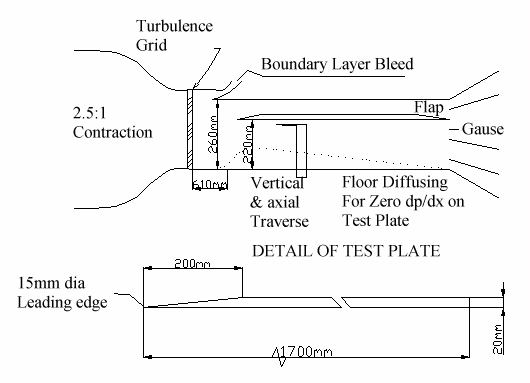 Turbulence
Grid
Boundary Layer Bleed
2.5:1
Contraction
Flap
Gause
260mm
220mm
610mm
Vertical
& axial
Traverse
Floor Diffusing
For Zero dp/dx on
Test Plate
DETAIL OF TEST PLATE
200mm
15mm dia
Leading edge
20mm
1700mm